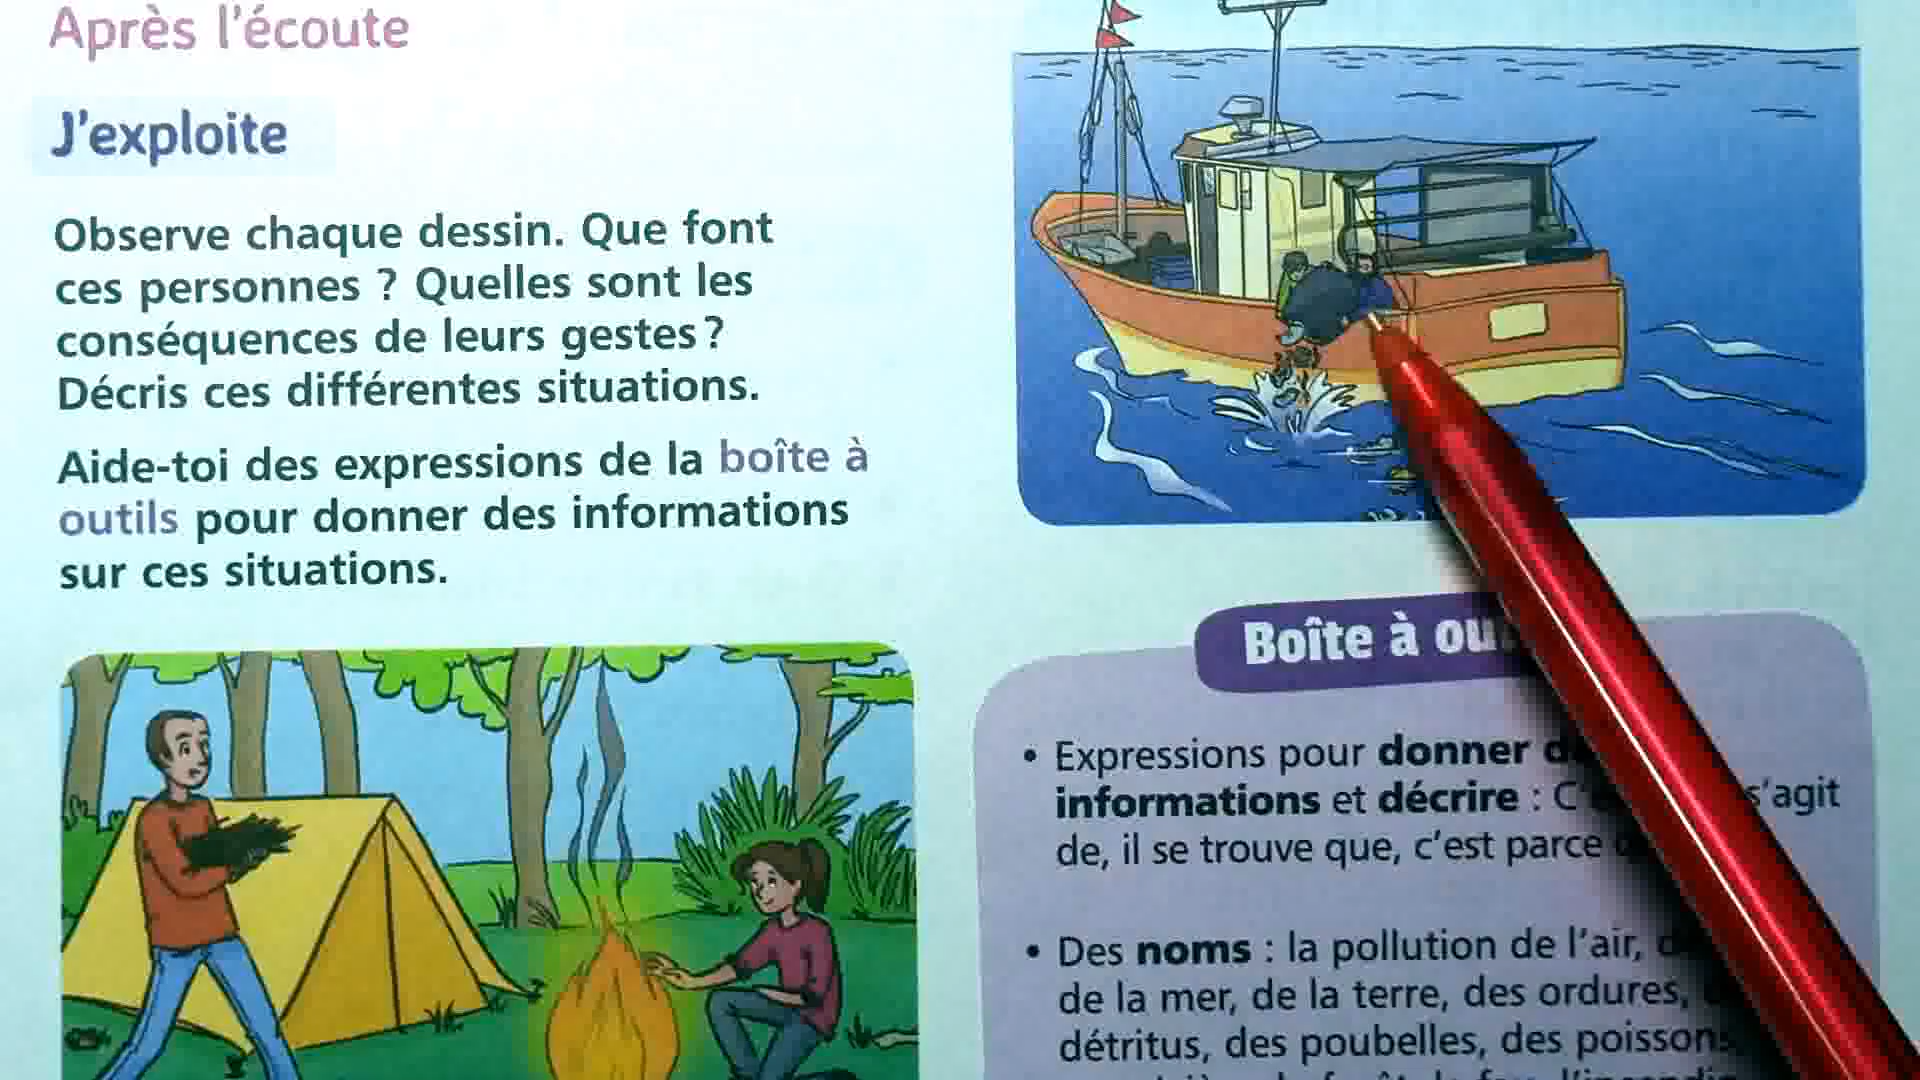 Après l'écoute
J'exploite
Observe chaque dessin. Que font
ces personnes ? Quelles sont les
conséquences de leurs gestes ?
Décris ces différentes situations.
Aide-toi des expressions de la boîte à
outils pour donner des informations
sur ces situations.
Boîte à
• Expressions pour donner
informations et décrire : s'agit
de, il se trouve que, c'est parce
• Des noms : la pollution de l'air,
de la mer, de la terre, des ordures,
détritus, des poubelles, des poissons